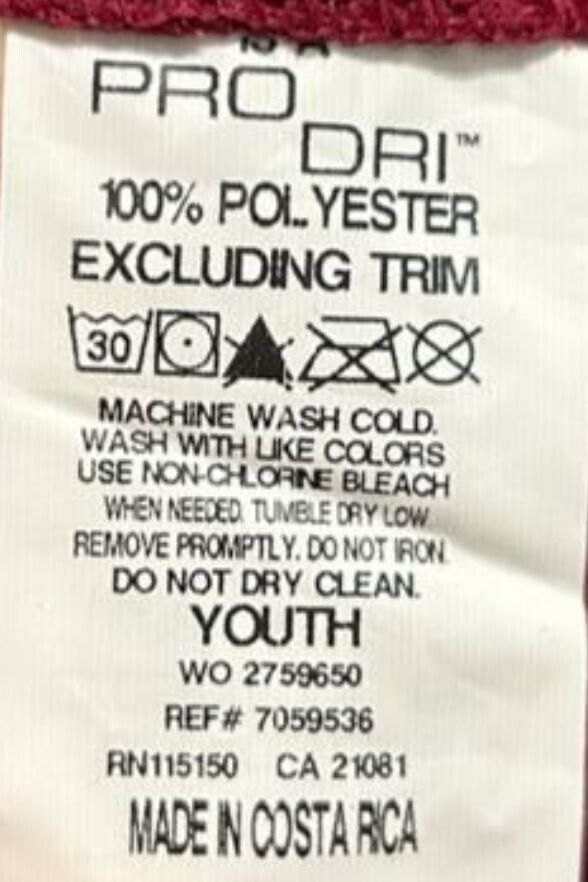 IS A
PRO
DRI™
100% POLYESTER
EXCLUDING TRIM
30
MACHINE WASH COLD.
WASH WITH LIKE COLORS
USE NON-CHLORINE BLEACH
WHEN NEEDED. TUMBLE DRY LOW
REMOVE PROMPTLY. DO NOT IRON.
DO NOT DRY CLEAN.
YOUTH
WO 2759650
REF# 7059536
RN115150 CA 21081
MADE IN COSTA RICA